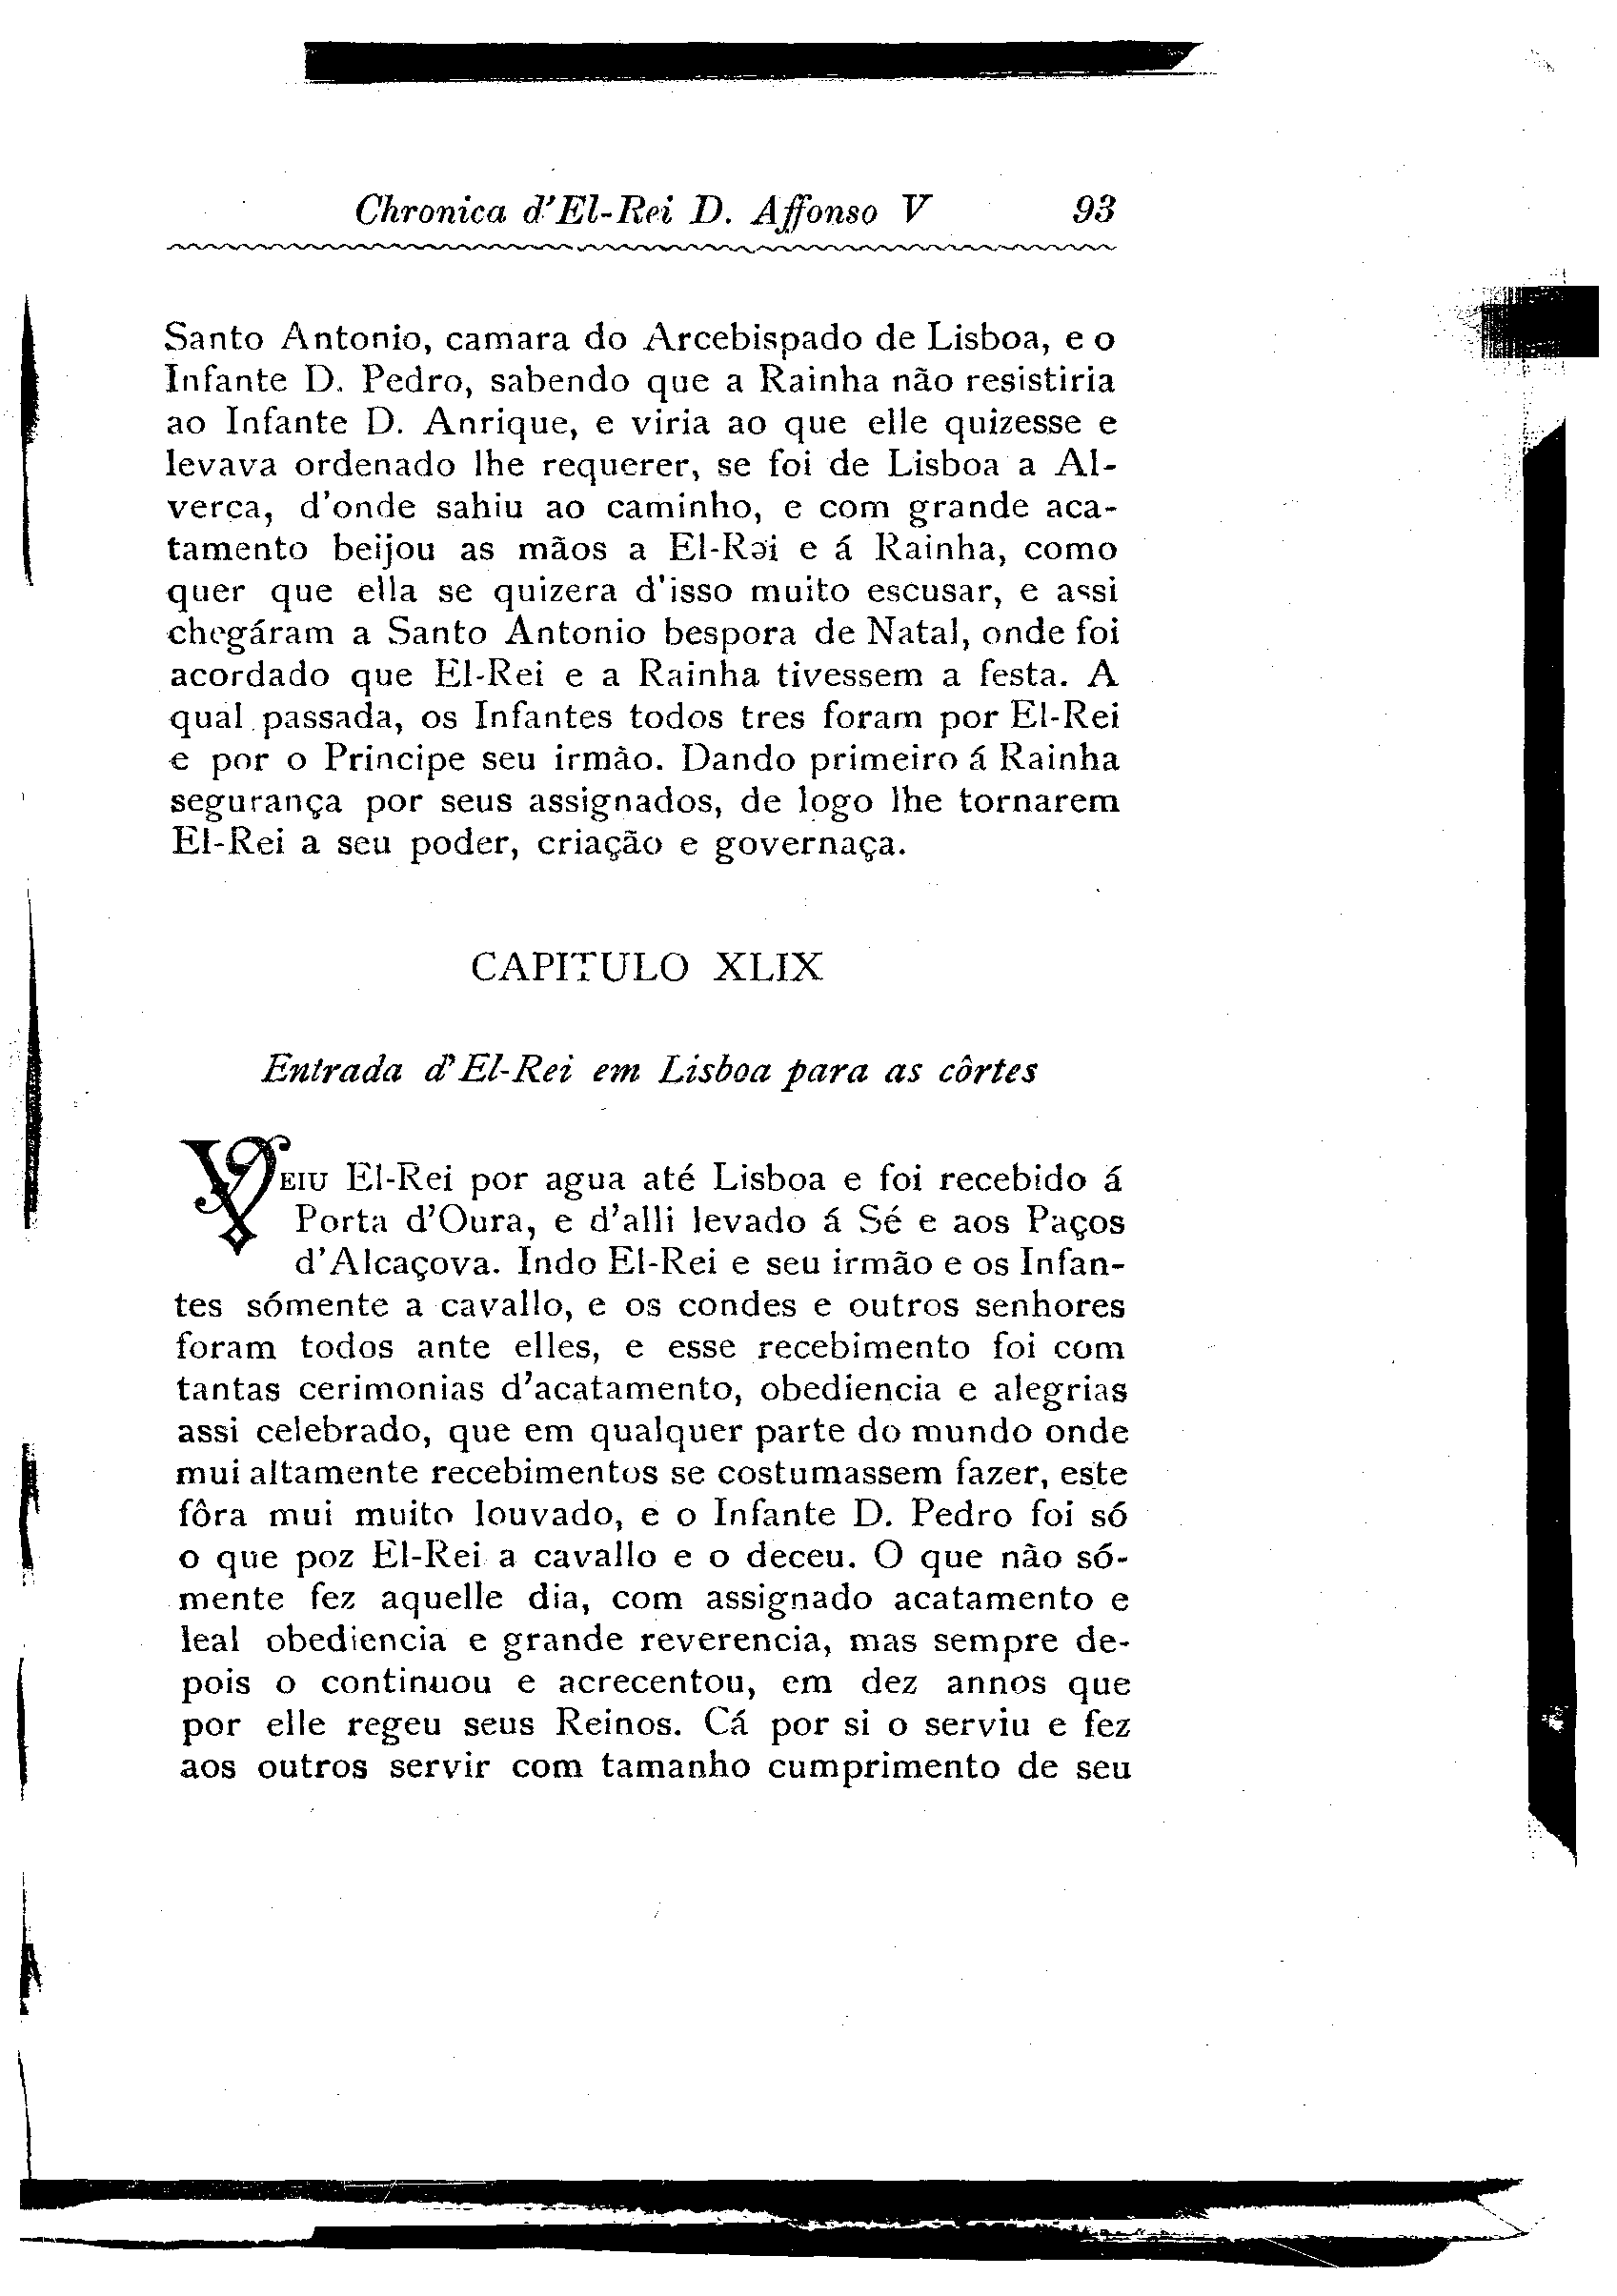 Chronica d'El-Rei D. Affonso V 93
Santo Antonio, camara do Arcebispado de Lisboa, e o
Infante D. Pedro, sabendo que a Rainha não resistiria
ao Infante D. Anrique, e viria ao que elle quizesse e
levava ordenado lhe requerer, se foi de Lisboa a Al-
verca, d'onde sahiu ao caminho, e com grande aca-
tamento beijou as mãos a El-Rei e á Rainha, como
quer que ella se quizera d'isso muito escusar, e assi
chegáram a Santo Antonio bespora de Natal, onde foi
acordado que El-Rei e a Rainha tivessem a festa. A
qual passada, os Infantes todos tres foram por El-Rei
e por o Principe seu irmão. Dando primeiro á Rainha
segurança por seus assignados, de logo lhe tornarem
El-Rei a seu poder, criação e governaça.
CAPITULO XLIX
Entrada d'El-Rei em Lisboa para as côrtes
VEIU El-Rei por agua até Lisboa e foi recebido á
Porta d'Oura, e d'alli levado á Sé e aos Paços
d'Alcaçova. Indo El-Rei e seu irmão e os Infan-
tes sómente a cavallo, e os condes e outros senhores
foram todos ante elles, e esse recebimento foi com
tantas cerimonias d'acatamento, obediencia e alegrias
assi celebrado, que em qualquer parte do mundo onde
mui altamente recebimentos se costumassem fazer, este
fôra mui muito louvado, e o Infante D. Pedro foi só
o que poz El-Rei a cavallo e o deceu. O que não só-
mente fez aquelle dia, com assignado acatamento e
leal obediencia e grande reverencia, mas sempre de-
pois o continuou e acrecentou, em dez annos que
por elle regeu seus Reinos. Cá por si o serviu e fez
aos outros servir com tamanho cumprimento de seu